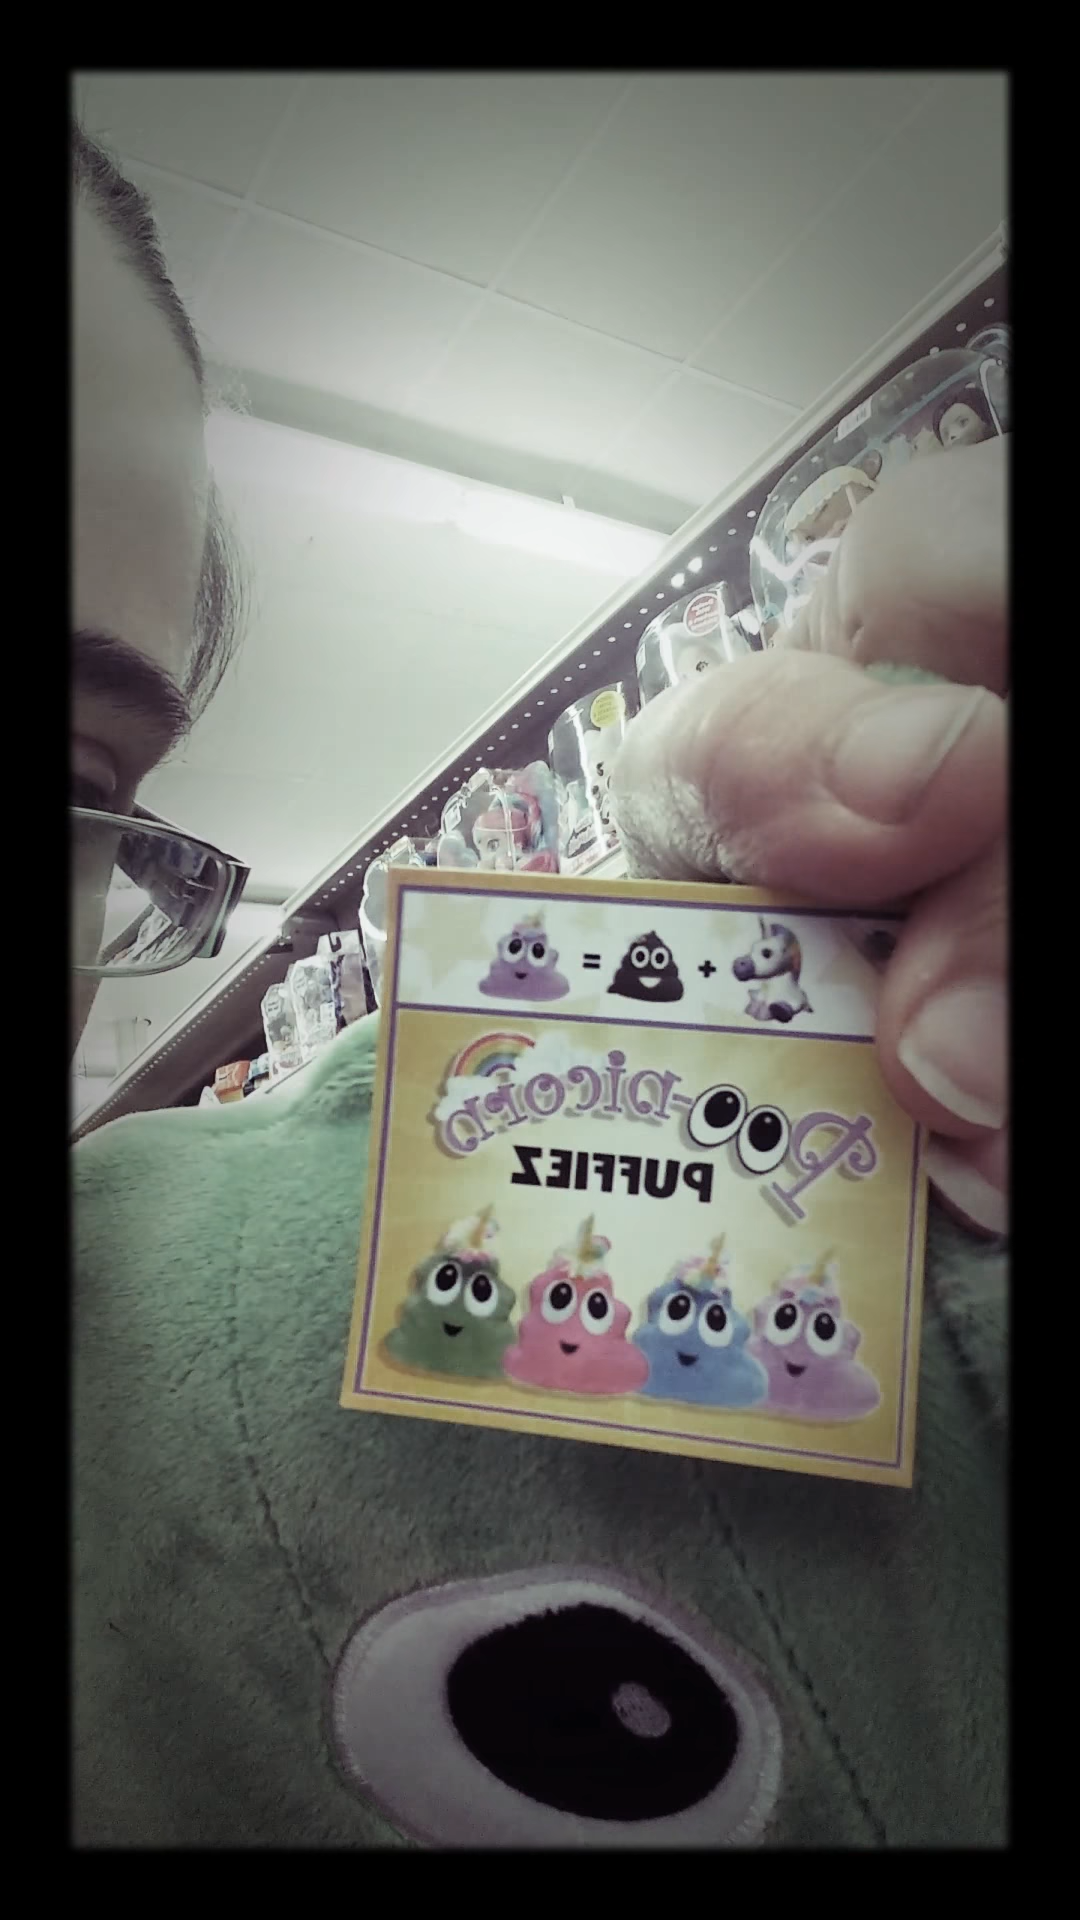 + =
Poo-nicorn
PUFFIEZ